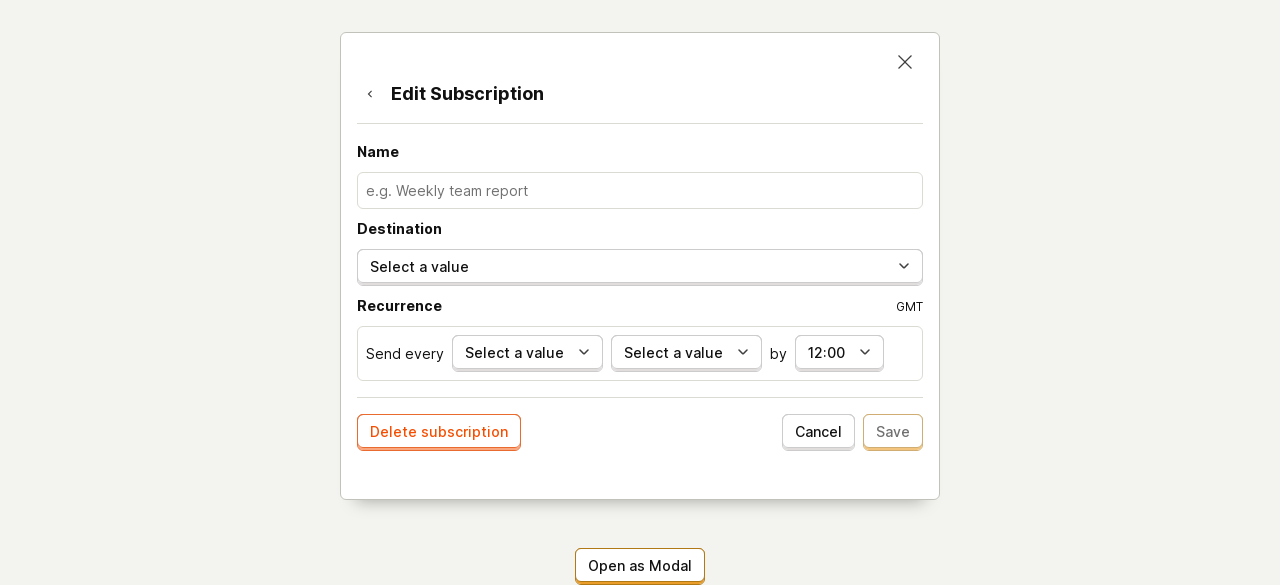 Edit Subscription
Name
e.g. Weekly team report
Destination
Select a value
Recurrence GMT
Send every Select a value Select a value by 12:00
Delete subscription Cancel Save
Open as Modal